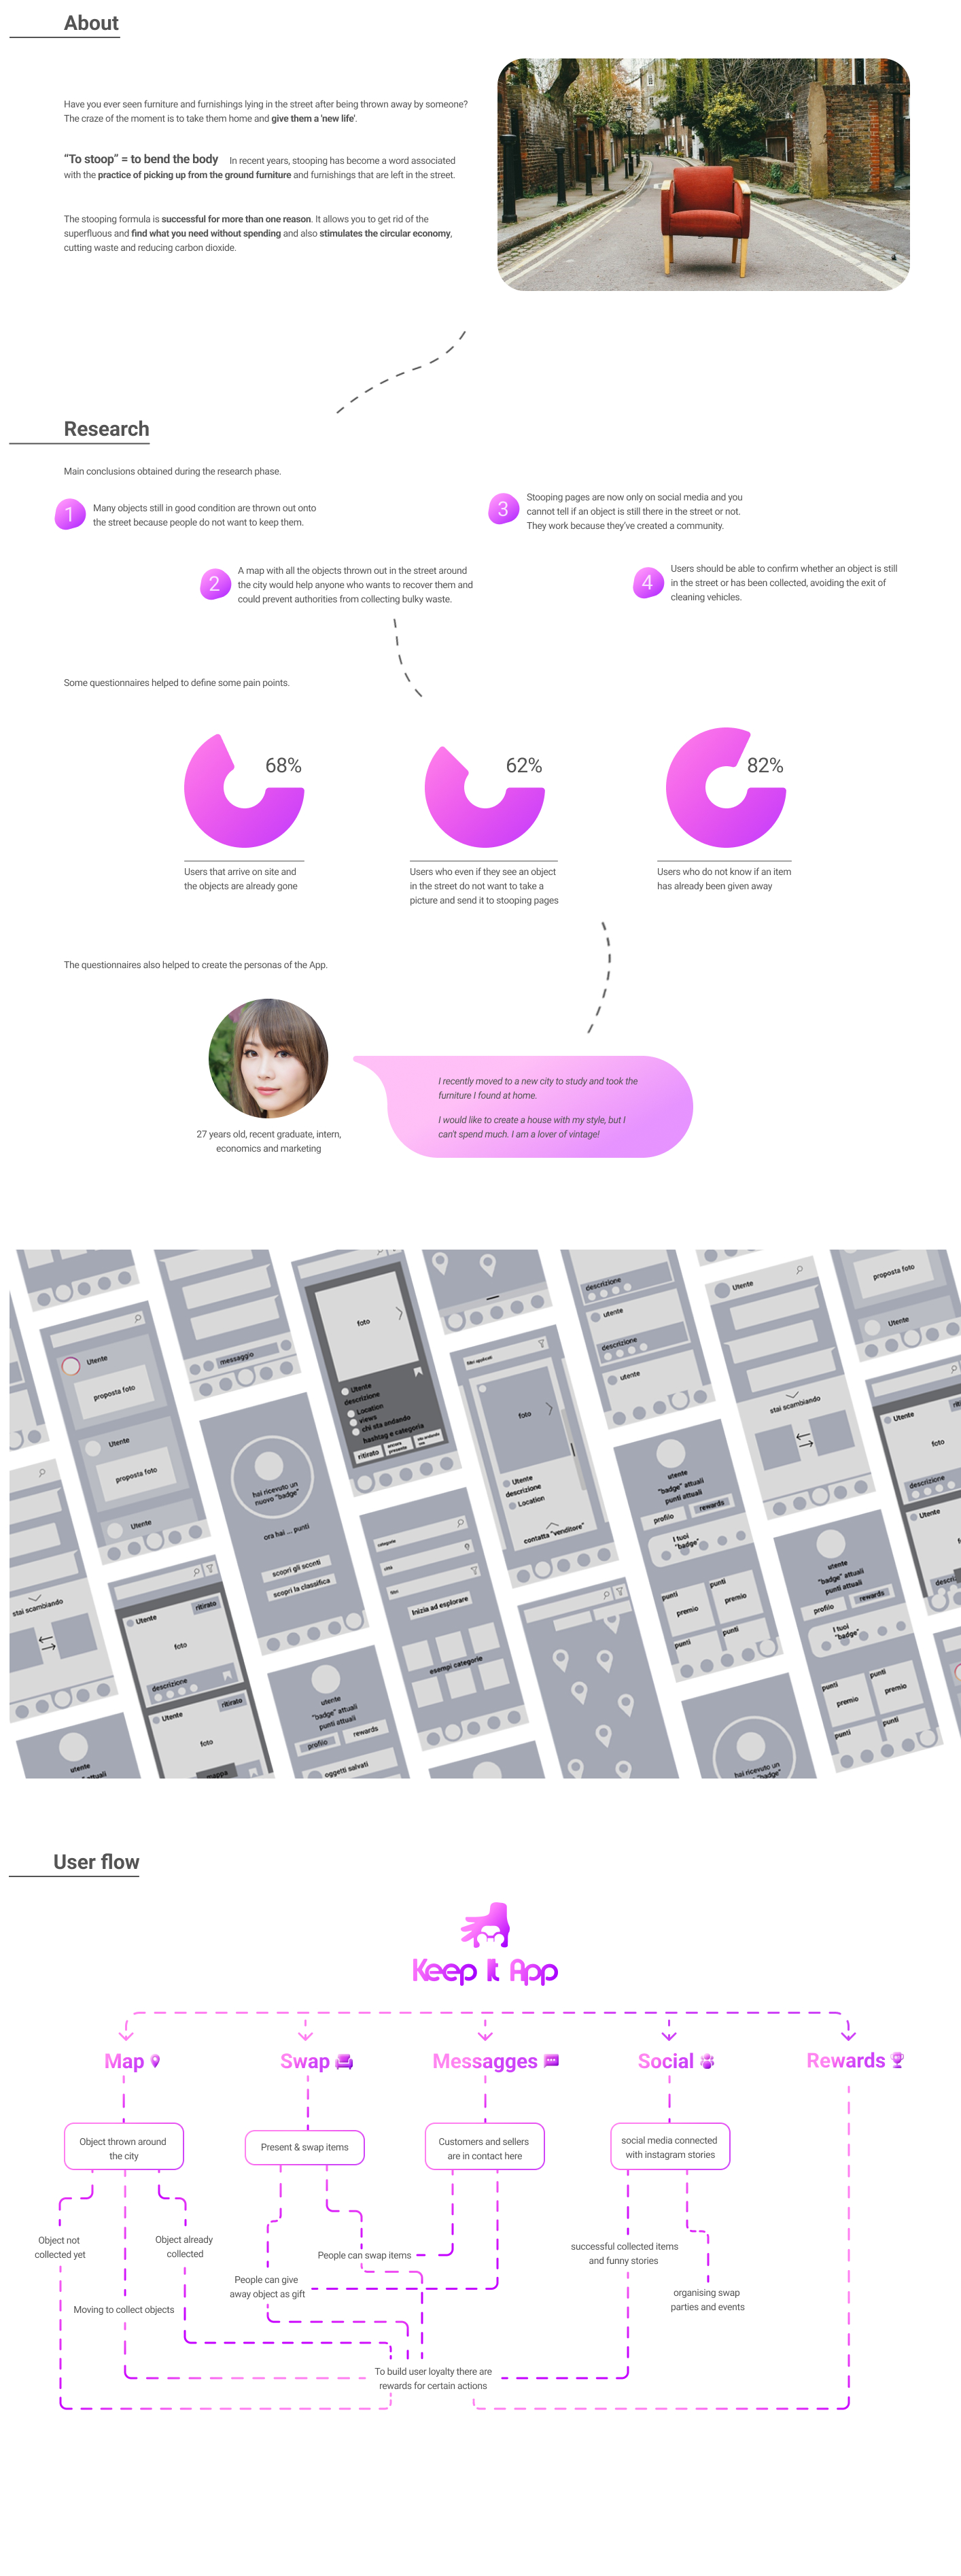 About
Have you ever seen furniture and furnishings lying in the street after being thrown away by someone?
The craze of the moment is to take them home and give them a 'new life'.
“To stoop” = to bend the body In recent years, stooping has become a word associated
with the practice of picking up from the ground furniture and furnishings that are left in the street.
The stooping formula is successful for more than one reason. It allows you to get rid of the
superfluous and find what you need without spending and also stimulates the circular economy,
cutting waste and reducing carbon dioxide.
Research
Main conclusions obtained during the research phase.
1
Many objects still in good condition are thrown out onto
the street because people do not want to keep them.
2
A map with all the objects thrown out in the street around
the city would help anyone who wants to recover them and
could prevent authorities from collecting bulky waste.
3
Stooping pages are now only on social media and you
cannot tell if an object is still there in the street or not.
They work because they've created a community.
4
Users should be able to confirm whether an object is still
in the street or has been collected, avoiding the exit of
cleaning vehicles.
Some questionnaires helped to define some pain points.
68%
Users that arrive on site and
the objects are already gone
62%
Users who even if they see an object
in the street do not want to take a
picture and send it to stooping pages
82%
Users who do not know if an item
has already been given away
The questionnaires also helped to create the personas of the App.
27 years old, recent graduate, intern,
economics and marketing
I recently moved to a new city to study and took the
furniture I found at home.
I would like to create a house with my style, but I
can't spend much. I am a lover of vintage!
Utente
proposta foto
Utente
proposta foto
Utente
messaggio
foto
Utente
descrizione
Location
views
chi sta andando
hashtag e categoria
ritirato
hai ricevuto un
nuovo "badge"
ora hai ... punti
scopri gli sconti
scopri la classifica
foto
Utente
descrizione
Location
contatta "venditore"
descrizione
utente
descrizione
utente
Utente
stai scambiando
proposta foto
Utente
Utente
foto
descrizione
Utente
stai scambiando
Utente
ritirato
foto
descrizione
Utente
ritirato
foto
mappa
Inizia ad esplorare
esempi categorie
utente
"badge" attuali
punti attuali
profilo
rewards
oggetti salvati
utente
"badge" attuali
punti attuali
profilo
rewards
I tuoi
"badge"
punti
punti
premio
premio
punti
punti
utente
"badge" attuali
punti attuali
profilo
rewards
I tuoi
"badge"
punti
punti
premio
premio
punti
punti
utente
hai ricevuto un
User flow
Keep It App
Map
Swap
Messagges
Social
Rewards
Object thrown around
the city
Present & swap items
Customers and sellers
are in contact here
social media connected
with instagram stories
Object not
collected yet
Object already
collected
Moving to collect objects
People can swap items
People can give
away object as gift
successful collected items
and funny stories
organising swap
parties and events
To build user loyalty there are
rewards for certain actions